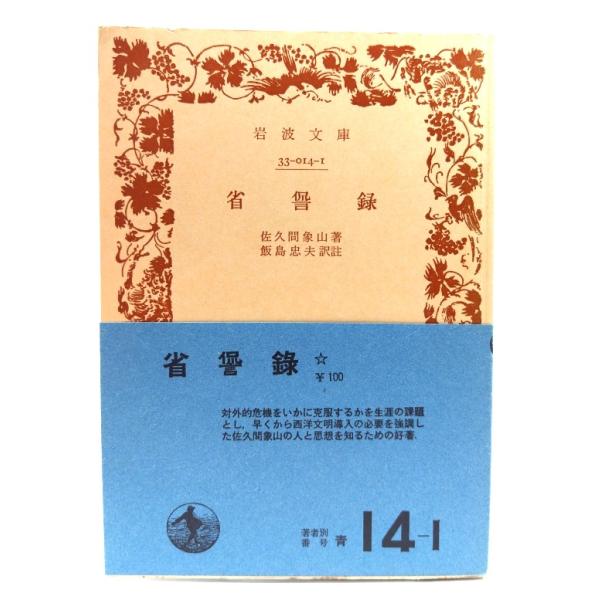 岩波文庫
33-014-1
省諐録
佐久間象山著
飯島忠夫訳註
省諐錄 ☆
￥100
対外的危機をいかに克服するかを生涯の課題
とし、早くから西洋文明導入の必要を強調し
た佐久間象山の人と思想を知るための好著.
著者別
番号 青 14-1